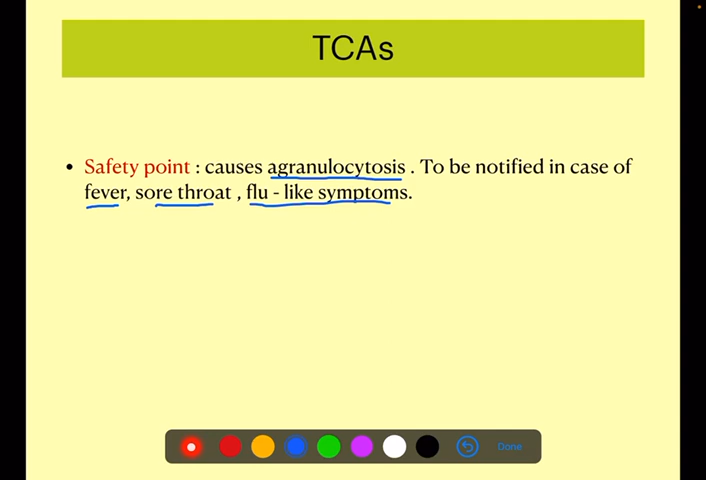 TCAs
• Safety point : causes agranulocytosis . To be notified in case of
fever, sore throat , flu - like symptoms.
Done